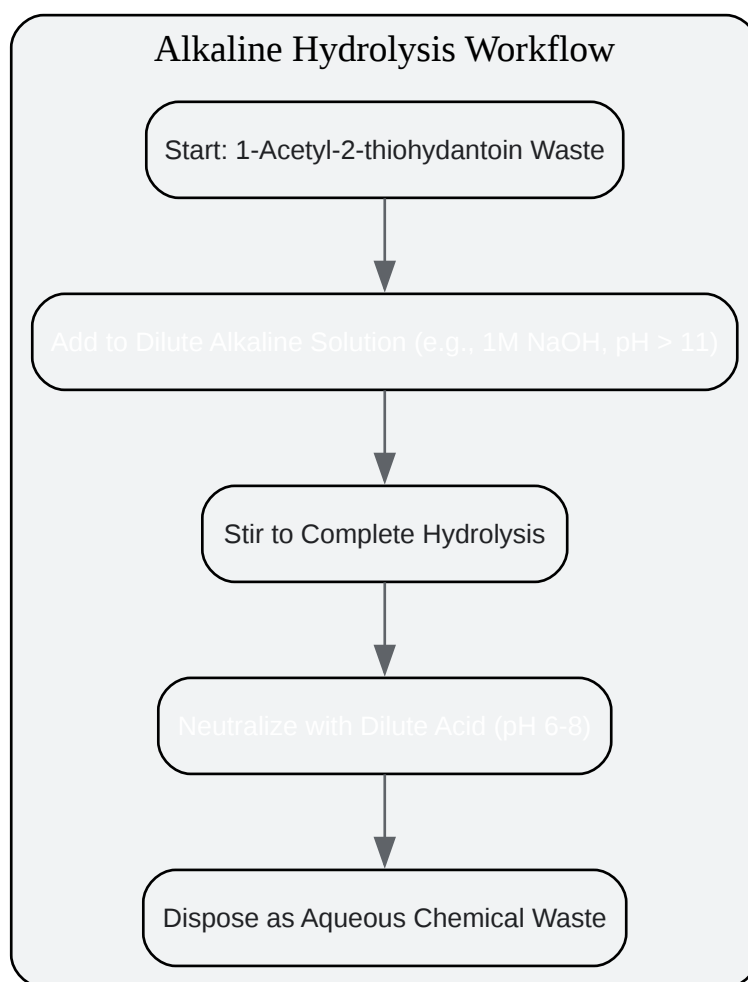 Alkaline Hydrolysis Workflow
Start: 1-Acetyl-2-thiohydantoin Waste
Add to Dilute Alkaline Solution (e.g., 1M NaOH, pH > 11)
Stir to Complete Hydrolysis
Neutralize with Dilute Acid (pH 6-8)
Dispose as Aqueous Chemical Waste